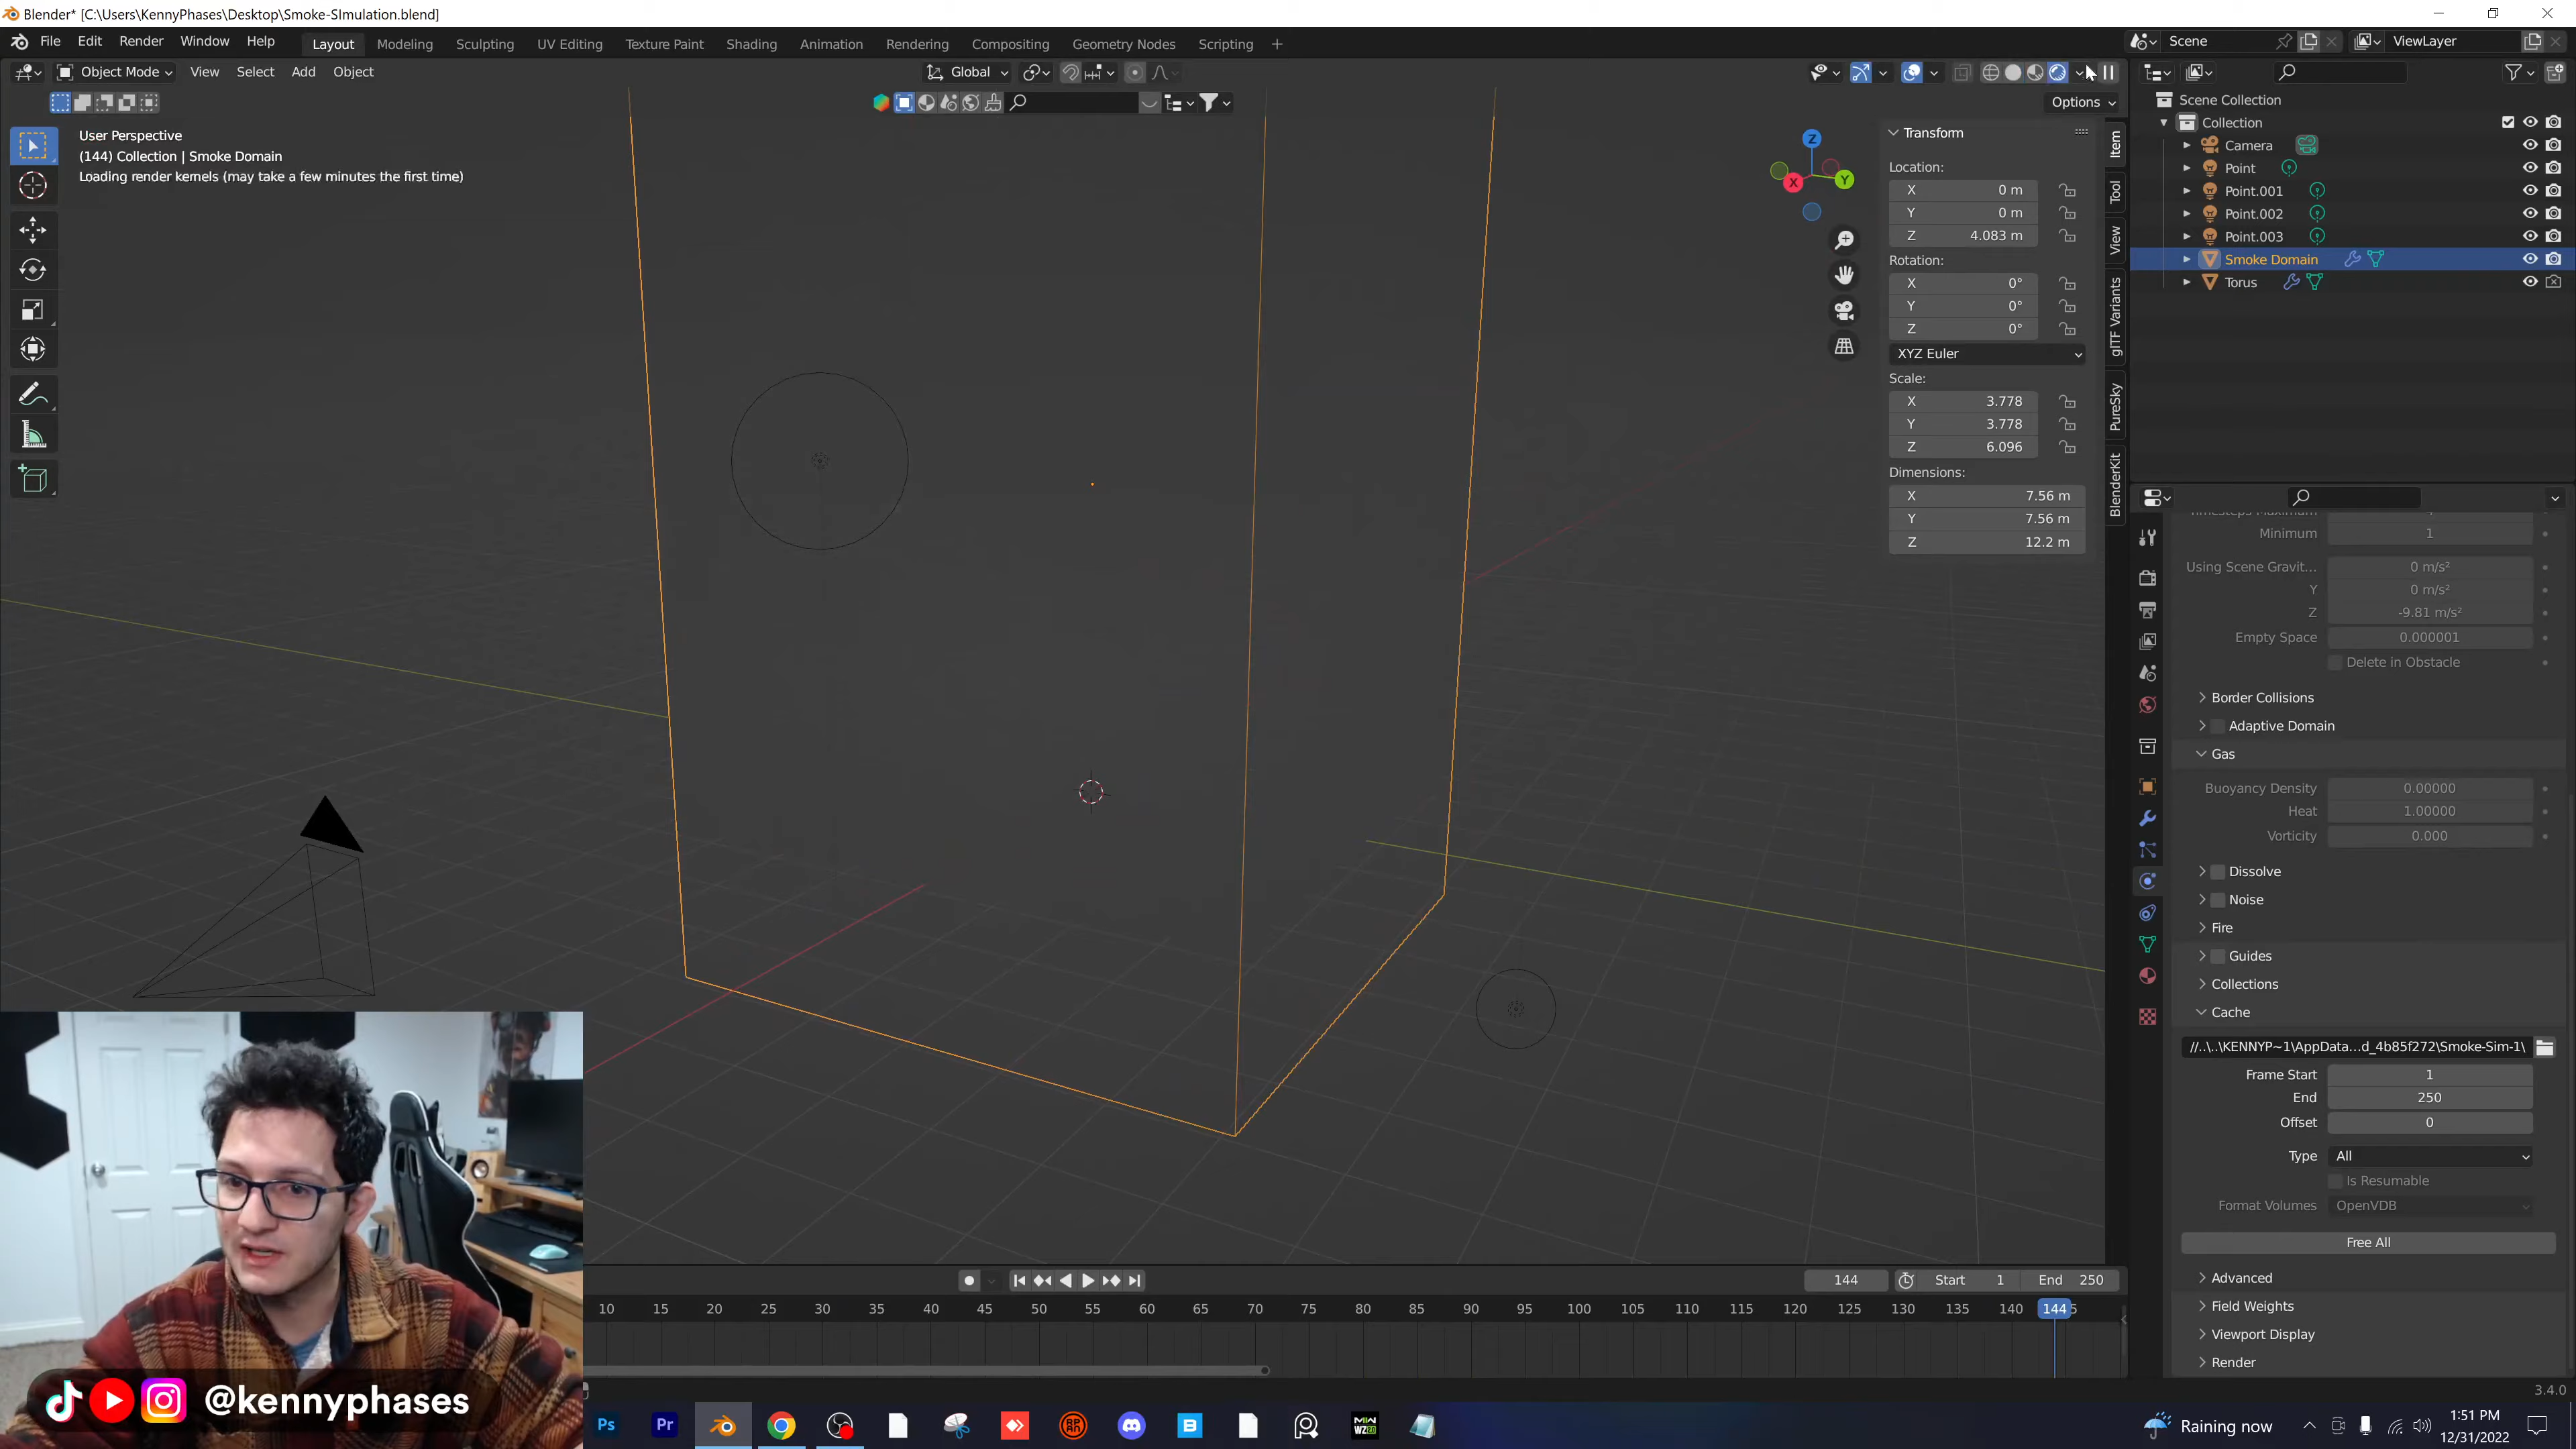 Blender* [C:\Users\KennyPhases\Desktop\Smoke-SImulation.blend]
File Edit Render Window Help
Layout Modeling Sculpting UV Editing Texture Paint Shading Animation Rendering Compositing Geometry Nodes Scripting +
Scene
ViewLayer
Object Mode View Select Add Object
Global
Options
User Perspective
(144) Collection | Smoke Domain
Loading render kernels (may take a few minutes the first time)
Z
Y
X
Transform
Location:
X 0 m
Y 0 m
Z 4.083 m
Rotation:
X 0°
Y 0°
Z 0°
XYZ Euler
Scale:
X 3.778
Y 3.778
Z 6.096
Dimensions:
X 7.56 m
Y 7.56 m
Z 12.2 m
Item
Tool
View
glTF Variants
PureSky
BlenderKit
Scene Collection
Collection
Camera
Point
Point.001
Point.002
Point.003
Smoke Domain
Torus
Timesteps Maximum 4
Minimum 1
Using Scene Gravit... 0 m/s²
Y 0 m/s²
Z -9.81 m/s²
Empty Space 0.000001
Delete in Obstacle
Border Collisions
Adaptive Domain
Gas
Buoyancy Density 0.00000
Heat 1.00000
Vorticity 0.000
Dissolve
Noise
Fire
Guides
Collections
Cache
//..\..\KENNYP~1\AppData...d_4b85f272\Smoke-Sim-1\
Frame Start 1
End 250
Offset 0
Type All
Is Resumable
Format Volumes OpenVDB
Free All
Advanced
Field Weights
Viewport Display
Render
144 Start 1 End 250
10 15 20 25 30 35 40 45 50 55 60 65 70 75 80 85 90 95 100 105 110 115 120 125 130 135 140 144
3.4.0
@kennyphases
Ps Pr
Raining now
1:51 PM
12/31/2022